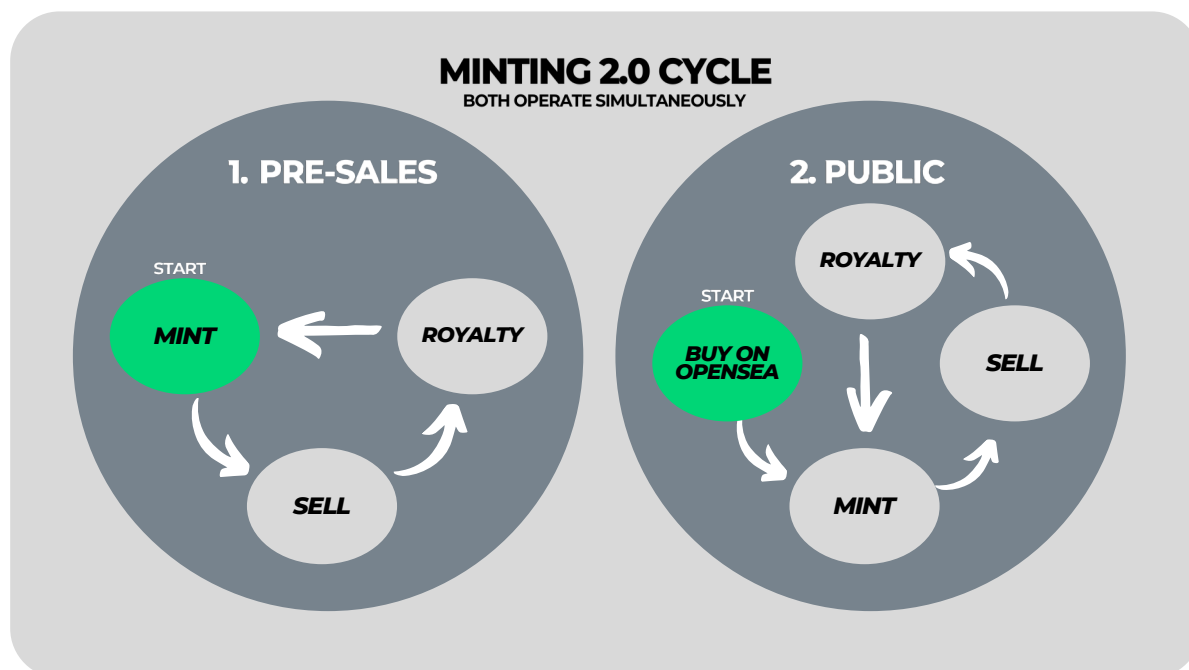 MINTING 2.0 CYCLE
BOTH OPERATE SIMULTANEOUSLY
1. PRE-SALES
START
MINT
ROYALTY
SELL
2. PUBLIC
ROYALTY
START
BUY ON
OPENSEA
SELL
MINT